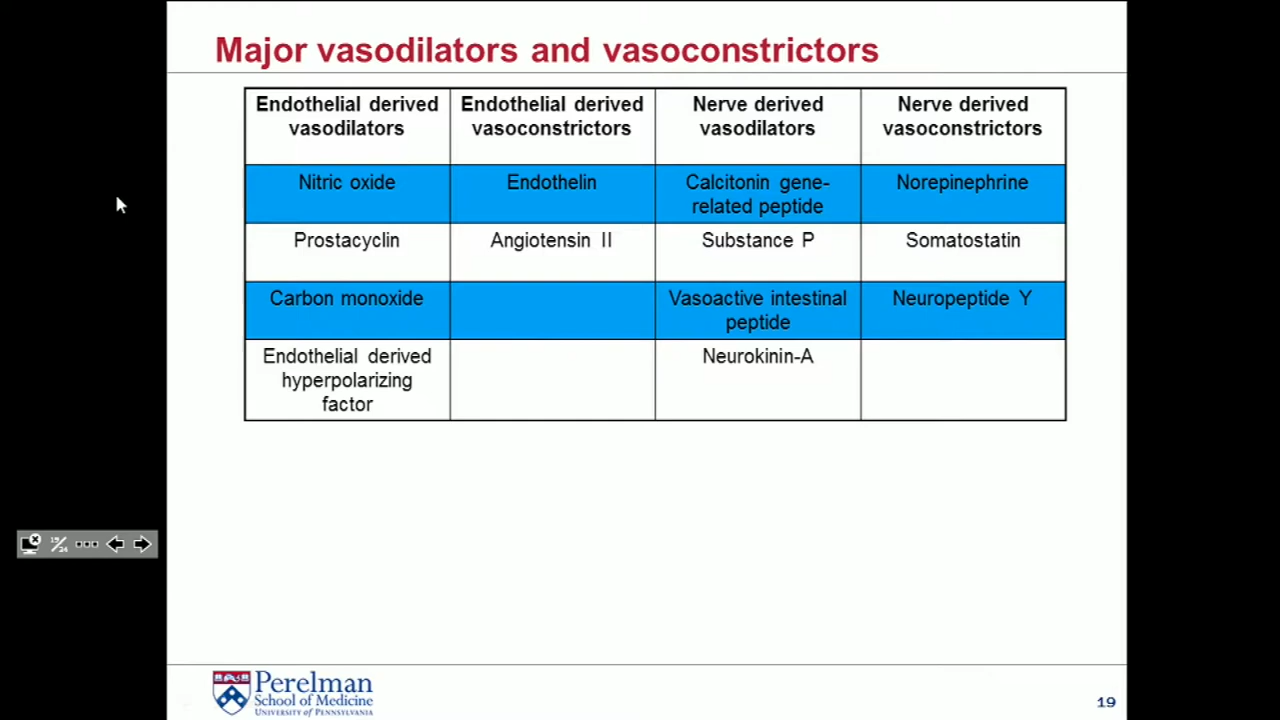 Major vasodilators and vasoconstrictors
Endothelial derived
vasodilators
Endothelial derived
vasoconstrictors
Nerve derived
vasodilators
Nerve derived
vasoconstrictors
Nitric oxide
Endothelin
Calcitonin gene-
related peptide
Norepinephrine
Prostacyclin
Angiotensin II
Substance P
Somatostatin
Carbon monoxide
Vasoactive intestinal
peptide
Neuropeptide Y
Endothelial derived
hyperpolarizing
factor
Neurokinin-A
19/24
Perelman
School of Medicine
University of Pennsylvania
19